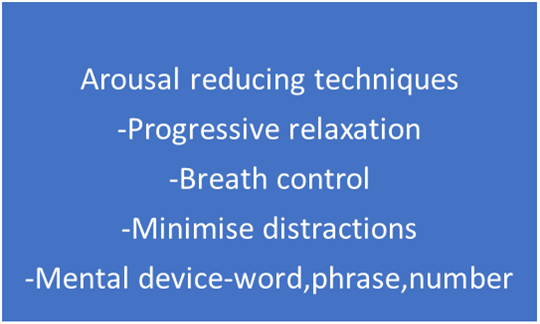 Arousal reducing techniques
-Progressive relaxation
-Breath control
-Minimise distractions
-Mental device-word,phrase,number